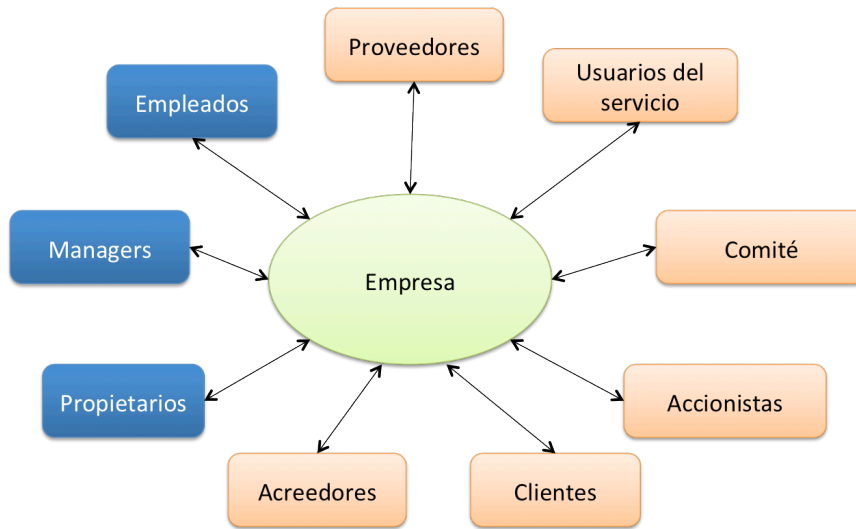 Proveedores
Usuarios del
servicio
Empleados
Managers
Comité
Empresa
Propietarios
Accionistas
Acreedores
Clientes